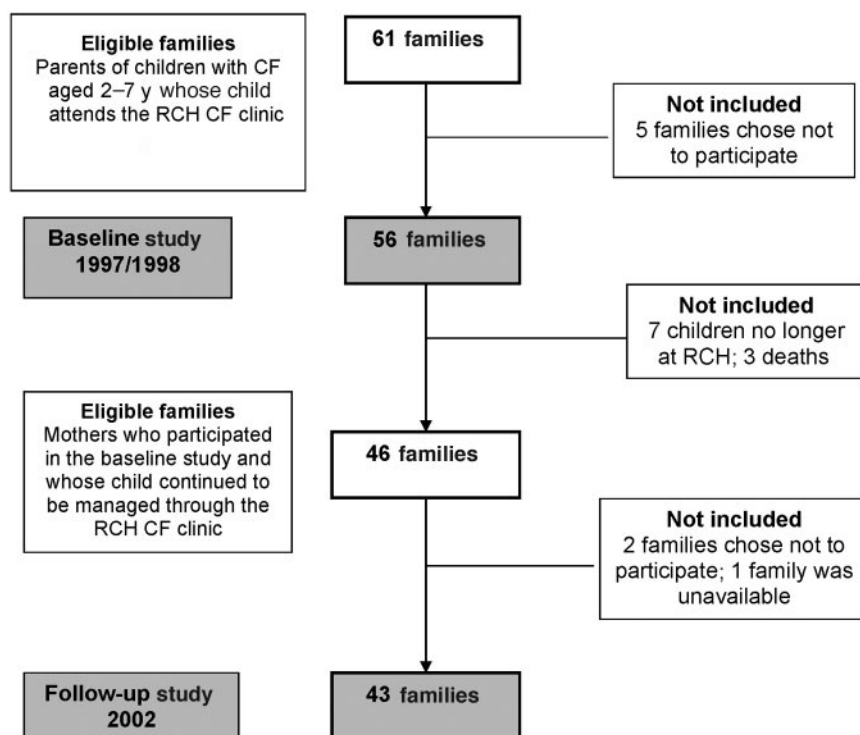 Eligible families
Parents of children with CF
aged 2–7 y whose child
attends the RCH CF clinic
61 families
Not included
5 families chose not
to participate
Baseline study
1997/1998
56 families
Not included
7 children no longer
at RCH; 3 deaths
Eligible families
Mothers who participated
in the baseline study and
whose child continued to
be managed through the
RCH CF clinic
46 families
Not included
2 families chose not to
participate; 1 family was
unavailable
Follow-up study
2002
43 families